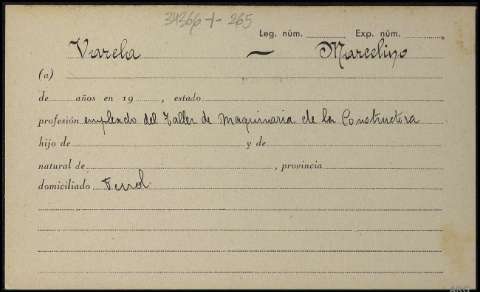 34366 + 265
Leg. núm. Exp. núm.
Varela — Marcelino
(a)
de años en 19 , estado
profesión empleado del Taller de Maquinaria de la Constructora
hijo de y de
natural de , provincia
domiciliado Ferrol